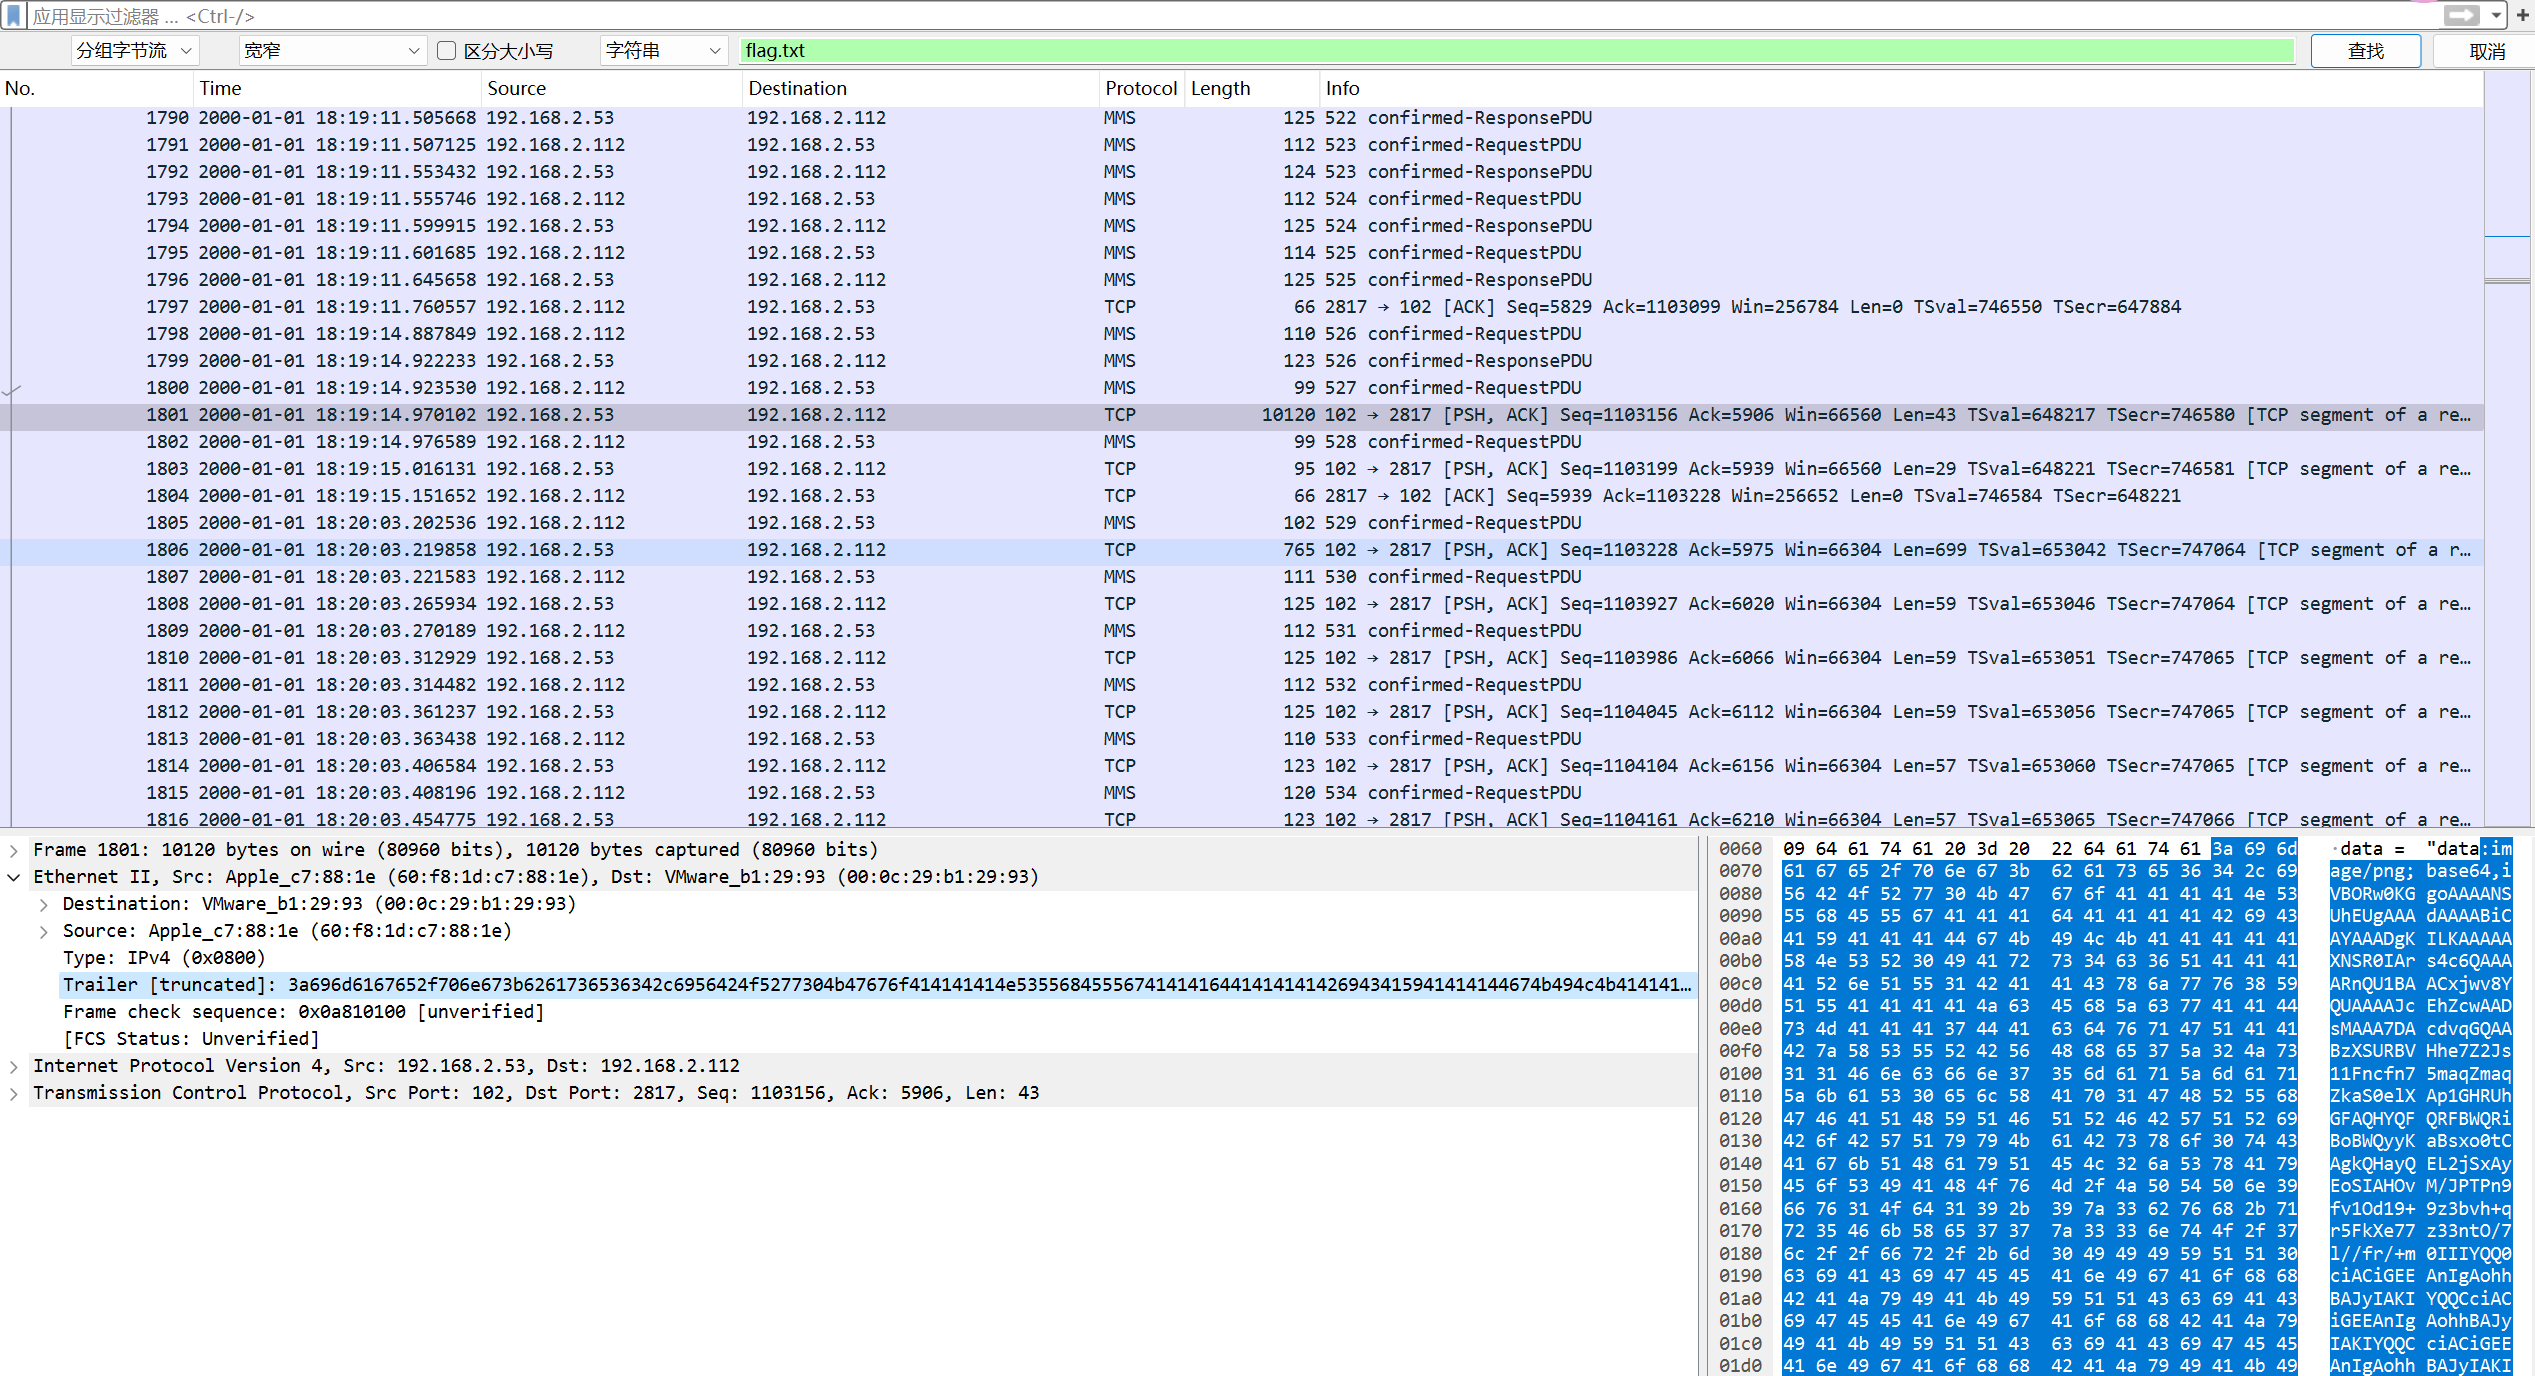 应用显示过滤器 … <Ctrl-/>
分组字节流 宽窄 区分大小写 字符串 flag.txt 查找 取消
No. Time Source Destination Protocol Length Info
1790 2000-01-01 18:19:11.505668 192.168.2.53 192.168.2.112 MMS 125 522 confirmed-ResponsePDU
1791 2000-01-01 18:19:11.507125 192.168.2.112 192.168.2.53 MMS 112 523 confirmed-RequestPDU
1792 2000-01-01 18:19:11.553432 192.168.2.53 192.168.2.112 MMS 124 523 confirmed-ResponsePDU
1793 2000-01-01 18:19:11.555746 192.168.2.112 192.168.2.53 MMS 112 524 confirmed-RequestPDU
1794 2000-01-01 18:19:11.599915 192.168.2.53 192.168.2.112 MMS 125 524 confirmed-ResponsePDU
1795 2000-01-01 18:19:11.601685 192.168.2.112 192.168.2.53 MMS 114 525 confirmed-RequestPDU
1796 2000-01-01 18:19:11.645658 192.168.2.53 192.168.2.112 MMS 125 525 confirmed-ResponsePDU
1797 2000-01-01 18:19:11.760557 192.168.2.112 192.168.2.53 TCP 66 2817 → 102 [ACK] Seq=5829 Ack=1103099 Win=256784 Len=0 TSval=746550 TSecr=647884
1798 2000-01-01 18:19:14.887849 192.168.2.112 192.168.2.53 MMS 110 526 confirmed-RequestPDU
1799 2000-01-01 18:19:14.922233 192.168.2.53 192.168.2.112 MMS 123 526 confirmed-ResponsePDU
1800 2000-01-01 18:19:14.923530 192.168.2.112 192.168.2.53 MMS 99 527 confirmed-RequestPDU
1801 2000-01-01 18:19:14.970102 192.168.2.53 192.168.2.112 TCP 10120 102 → 2817 [PSH, ACK] Seq=1103156 Ack=5906 Win=66560 Len=43 TSval=648217 TSecr=746580 [TCP segment of a re…
1802 2000-01-01 18:19:14.976589 192.168.2.112 192.168.2.53 MMS 99 528 confirmed-RequestPDU
1803 2000-01-01 18:19:15.016131 192.168.2.53 192.168.2.112 TCP 95 102 → 2817 [PSH, ACK] Seq=1103199 Ack=5939 Win=66560 Len=29 TSval=648221 TSecr=746581 [TCP segment of a re…
1804 2000-01-01 18:19:15.151652 192.168.2.112 192.168.2.53 TCP 66 2817 → 102 [ACK] Seq=5939 Ack=1103228 Win=256652 Len=0 TSval=746584 TSecr=648221
1805 2000-01-01 18:20:03.202536 192.168.2.112 192.168.2.53 MMS 102 529 confirmed-RequestPDU
1806 2000-01-01 18:20:03.219858 192.168.2.53 192.168.2.112 TCP 765 102 → 2817 [PSH, ACK] Seq=1103228 Ack=5975 Win=66304 Len=699 TSval=653042 TSecr=747064 [TCP segment of a r…
1807 2000-01-01 18:20:03.221583 192.168.2.112 192.168.2.53 MMS 111 530 confirmed-RequestPDU
1808 2000-01-01 18:20:03.265934 192.168.2.53 192.168.2.112 TCP 125 102 → 2817 [PSH, ACK] Seq=1103927 Ack=6020 Win=66304 Len=59 TSval=653046 TSecr=747064 [TCP segment of a re…
1809 2000-01-01 18:20:03.270189 192.168.2.112 192.168.2.53 MMS 112 531 confirmed-RequestPDU
1810 2000-01-01 18:20:03.312929 192.168.2.53 192.168.2.112 TCP 125 102 → 2817 [PSH, ACK] Seq=1103986 Ack=6066 Win=66304 Len=59 TSval=653051 TSecr=747065 [TCP segment of a re…
1811 2000-01-01 18:20:03.314482 192.168.2.112 192.168.2.53 MMS 112 532 confirmed-RequestPDU
1812 2000-01-01 18:20:03.361237 192.168.2.53 192.168.2.112 TCP 125 102 → 2817 [PSH, ACK] Seq=1104045 Ack=6112 Win=66304 Len=59 TSval=653056 TSecr=747065 [TCP segment of a re…
1813 2000-01-01 18:20:03.363438 192.168.2.112 192.168.2.53 MMS 110 533 confirmed-RequestPDU
1814 2000-01-01 18:20:03.406584 192.168.2.53 192.168.2.112 TCP 123 102 → 2817 [PSH, ACK] Seq=1104104 Ack=6156 Win=66304 Len=57 TSval=653060 TSecr=747065 [TCP segment of a re…
1815 2000-01-01 18:20:03.408196 192.168.2.112 192.168.2.53 MMS 120 534 confirmed-RequestPDU
1816 2000-01-01 18:20:03.454775 192.168.2.53 192.168.2.112 TCP 123 102 → 2817 [PSH, ACK] Seq=1104161 Ack=6210 Win=66304 Len=57 TSval=653065 TSecr=747066 [TCP segment of a re…
Frame 1801: 10120 bytes on wire (80960 bits), 10120 bytes captured (80960 bits)
Ethernet II, Src: Apple_c7:88:1e (60:f8:1d:c7:88:1e), Dst: VMware_b1:29:93 (00:0c:29:b1:29:93)
Destination: VMware_b1:29:93 (00:0c:29:b1:29:93)
Source: Apple_c7:88:1e (60:f8:1d:c7:88:1e)
Type: IPv4 (0x0800)
Trailer [truncated]: 3a696d6167652f706e673b6261736536342c6956424f5277304b47676f414141414e5355568455567414141644141414142694341594141414467 4b494c4b414141…
Frame check sequence: 0x0a810100 [unverified]
[FCS Status: Unverified]
Internet Protocol Version 4, Src: 192.168.2.53, Dst: 192.168.2.112
Transmission Control Protocol, Src Port: 102, Dst Port: 2817, Seq: 1103156, Ack: 5906, Len: 43
0060 09 64 61 74 61 20 3d 20 22 64 61 74 61 3a 69 6d ·data = "data:im
0070 61 67 65 2f 70 6e 67 3b 62 61 73 65 36 34 2c 69 age/png; base64,i
0080 56 42 4f 52 77 30 4b 47 67 6f 41 41 41 41 4e 53 VBORw0KG goAAAANS
0090 55 68 45 55 67 41 41 41 64 41 41 41 41 42 69 43 UhEUgAAA dAAAABiC
00a0 41 59 41 41 41 44 67 4b 49 4c 4b 41 41 41 41 41 AYAAADgK ILKAAAAA
00b0 58 4e 53 52 30 49 41 72 73 34 63 36 51 41 41 41 XNSR0IAr s4c6QAAA
00c0 41 52 6e 51 55 31 42 41 41 43 78 6a 77 76 38 59 ARnQU1BA ACxjwv8Y
00d0 51 55 41 41 41 41 4a 63 45 68 5a 63 77 41 41 44 QUAAAAJc EhZcwAAD
00e0 73 4d 41 41 41 37 44 41 63 64 76 71 47 51 41 41 sMAAA7DA cdvqGQAA
00f0 42 7a 58 53 55 52 42 56 48 68 65 37 5a 32 4a 73 BzXSURBV Hhe7Z2Js
0100 31 31 46 6e 63 66 6e 37 35 6d 61 71 5a 6d 61 71 11Fncfn7 5maqZmaq
0110 5a 6b 61 53 30 65 6c 58 41 70 31 47 48 52 55 68 ZkaS0elX Ap1GHRUh
0120 47 46 41 51 48 59 51 46 51 52 46 42 57 51 52 69 GFAQHYQF QRFBWQRi
0130 42 6f 42 57 51 79 79 4b 61 42 73 78 6f 30 74 43 BoBWQyyK aBsxo0tC
0140 41 67 6b 51 48 61 79 51 45 4c 32 6a 53 78 41 79 AgkQHayQ EL2jSxAy
0150 45 6f 53 49 41 48 4f 76 4d 2f 4a 50 54 50 6e 39 EoSIAHOv M/JPTPn9
0160 66 76 31 4f 64 31 39 2b 39 7a 33 62 76 68 2b 71 fv1Od19+ 9z3bvh+q
0170 72 35 46 6b 58 65 37 37 7a 33 33 6e 74 4f 2f 37 r5FkXe77 z33ntO/7
0180 6c 2f 2f 66 72 2f 2b 6d 30 49 49 49 59 51 51 30 l//fr/+m 0IIIYQQ0
0190 63 69 41 43 69 47 45 45 41 6e 49 67 41 6f 68 68 ciACiGEE AnIgAohh
01a0 42 41 4a 79 49 41 4b 49 59 51 51 43 63 69 41 43 BAJyIAKI YQQCciAC
01b0 69 47 45 45 41 6e 49 67 41 6f 68 68 42 41 4a 79 iGEEAnIg AohhBAJy
01c0 49 41 4b 49 59 51 51 43 63 69 41 43 69 47 45 45 IAKIYQQC ciACiGEE
01d0 41 6e 49 67 41 6f 68 68 42 41 4a 79 49 41 4b 49 AnIgAohh BAJyIAKI